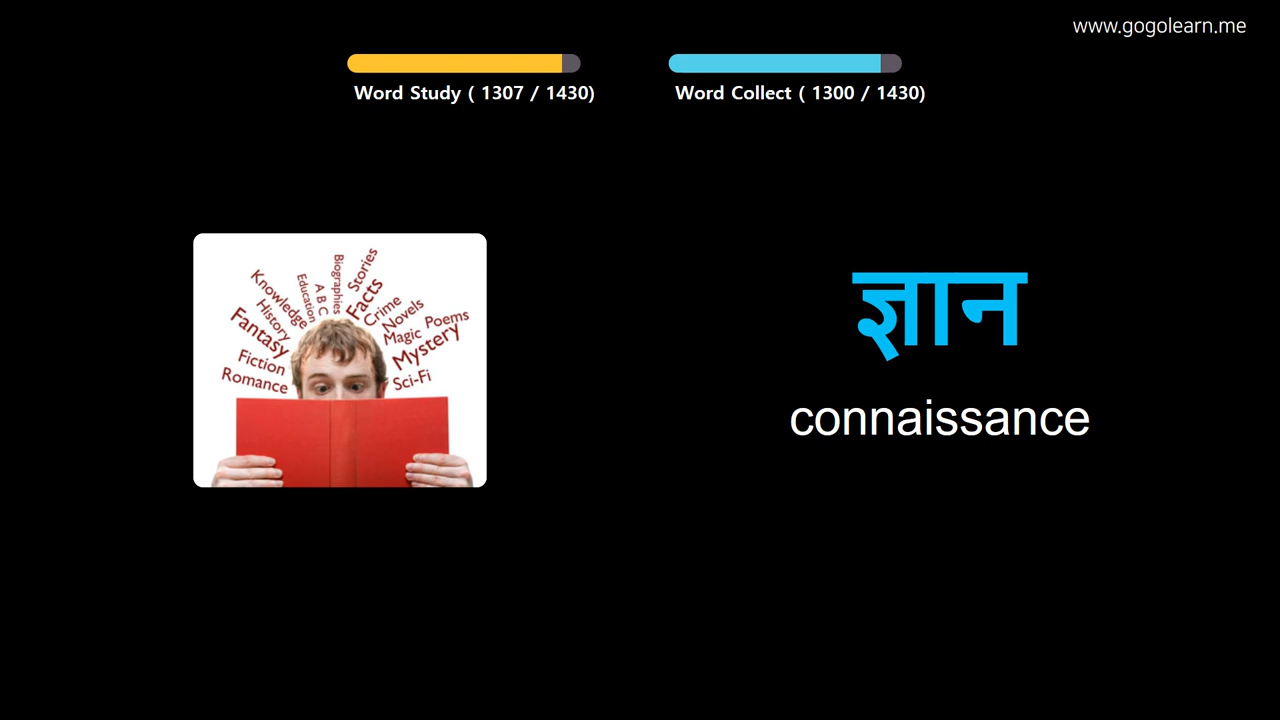 www.gogolearn.me
Word Study ( 1307 / 1430)
Word Collect ( 1300 / 1430)
Knowledge
History
Fantasy
Fiction
Romance
Education
A B C
Biographies
Stories
Facts
Crime
Novels
Magic
Poems
Mystery
Sci-Fi
ज्ञान
connaissance